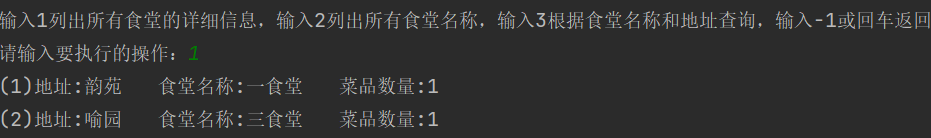 输入1列出所有食堂的详细信息，输入2列出所有食堂名称，输入3根据食堂名称和地址查询，输入-1或回车返回
请输入要执行的操作：1
(1)地址:韵苑   食堂名称:一食堂   菜品数量:1
(2)地址:喻园   食堂名称:三食堂   菜品数量:1